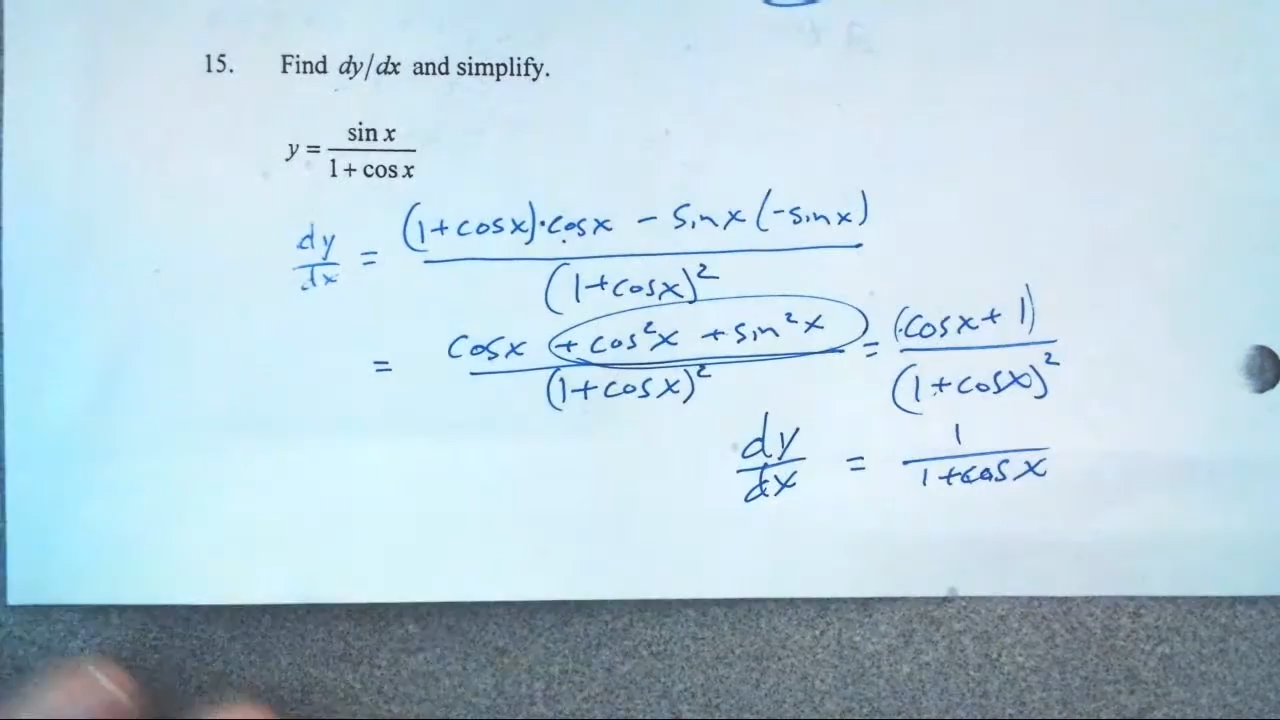 15. Find dy/dx and simplify.
y = sin x / 1 + cos x
dy/dx = (1+cosx)·cosx - sinx(-sinx) / (1+cosx)²
= cosx + cos²x + sin²x / (1+cosx)² = (cosx + 1) / (1+cosx)²
dy/dx = 1 / 1+cosx